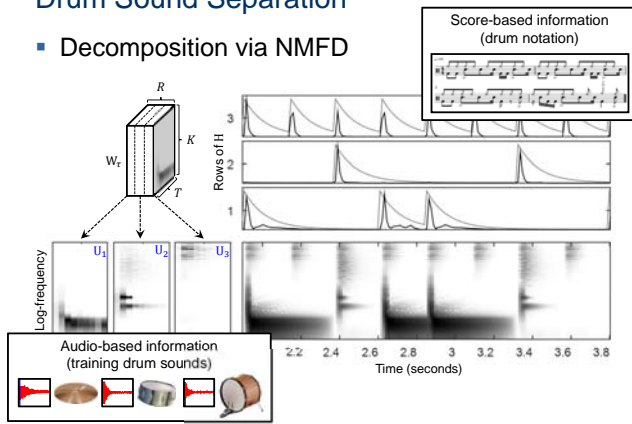 Drum Sound Separation
Decomposition via NMFD
Score-based information
(drum notation)
R
K
W_τ
T
Rows of H
3
2
1
U₁
U₂
U₃
Log-frequency
2.2
2.4
2.6
2.8
3
3.2
3.4
3.6
3.8
Time (seconds)
Audio-based information
(training drum sounds)